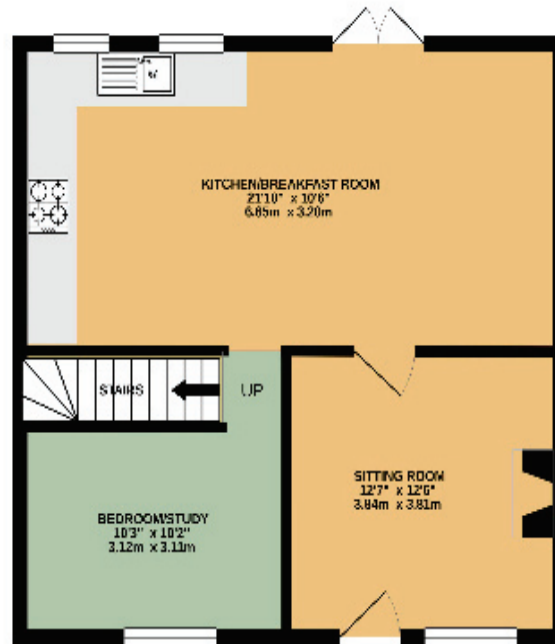 KITCHEN/BREAKFAST ROOM
21'10" x 10'6"
6.65m x 3.20m
STAIRS
UP
SITTING ROOM
12'7" x 12'6"
3.84m x 3.81m
BEDROOM/STUDY
10'3" x 10'2"
3.12m x 3.11m